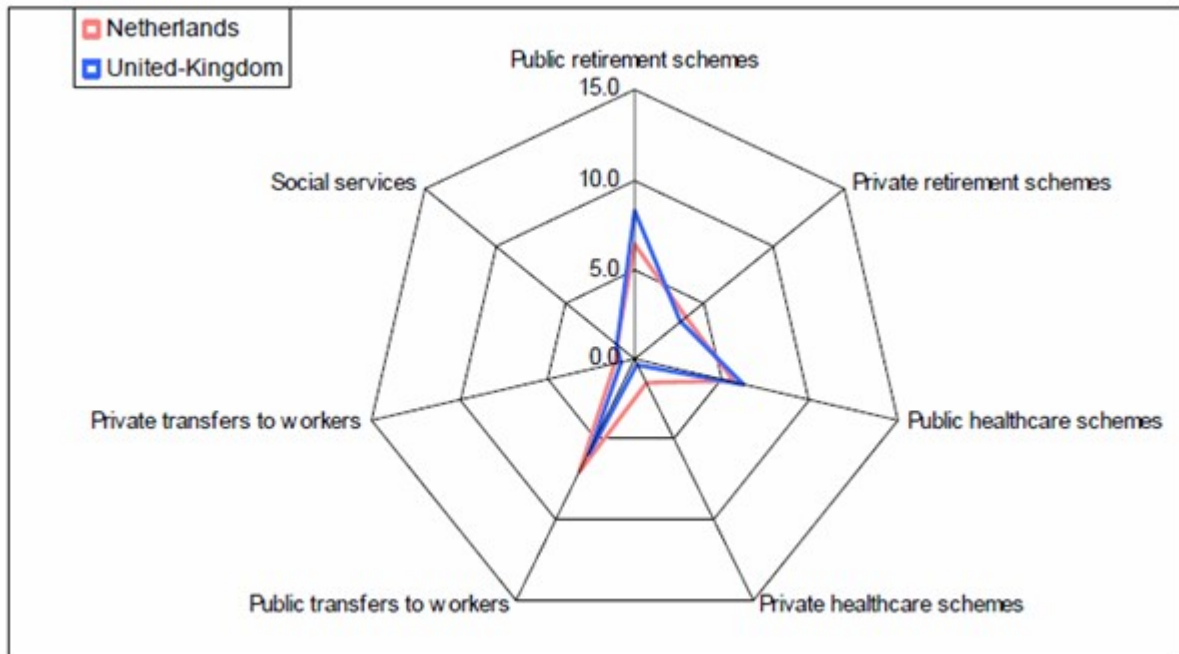 Netherlands
United-Kingdom
Public retirement schemes
15.0
Social services
10.0
Private retirement schemes
5.0
0.0
Private transfers to workers
Public healthcare schemes
Public transfers to workers
Private healthcare schemes